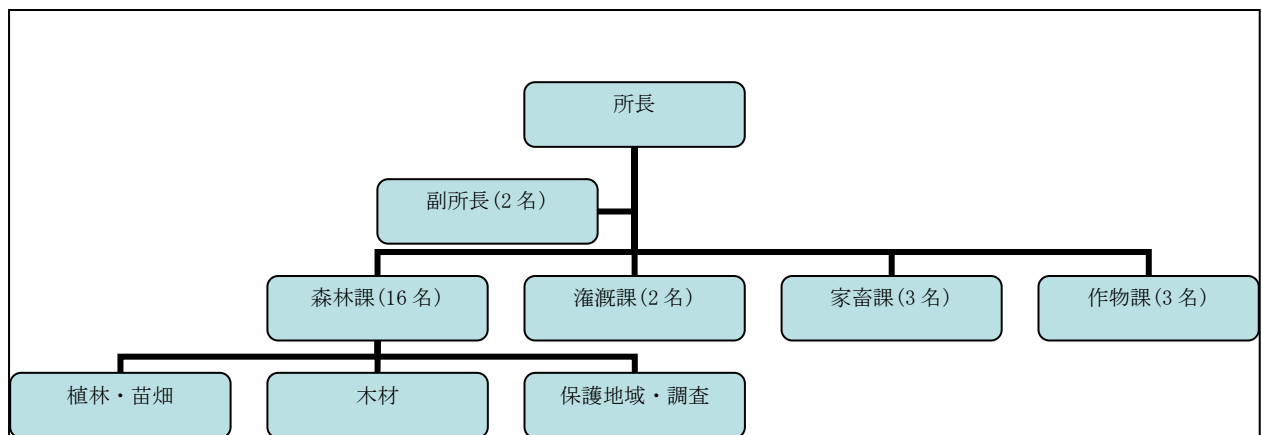 所長
副所長(2 名)
森林課(16 名)
潅漑課(2 名)
家畜課(3 名)
作物課(3 名)
植林・苗畑
木材
保護地域・調査